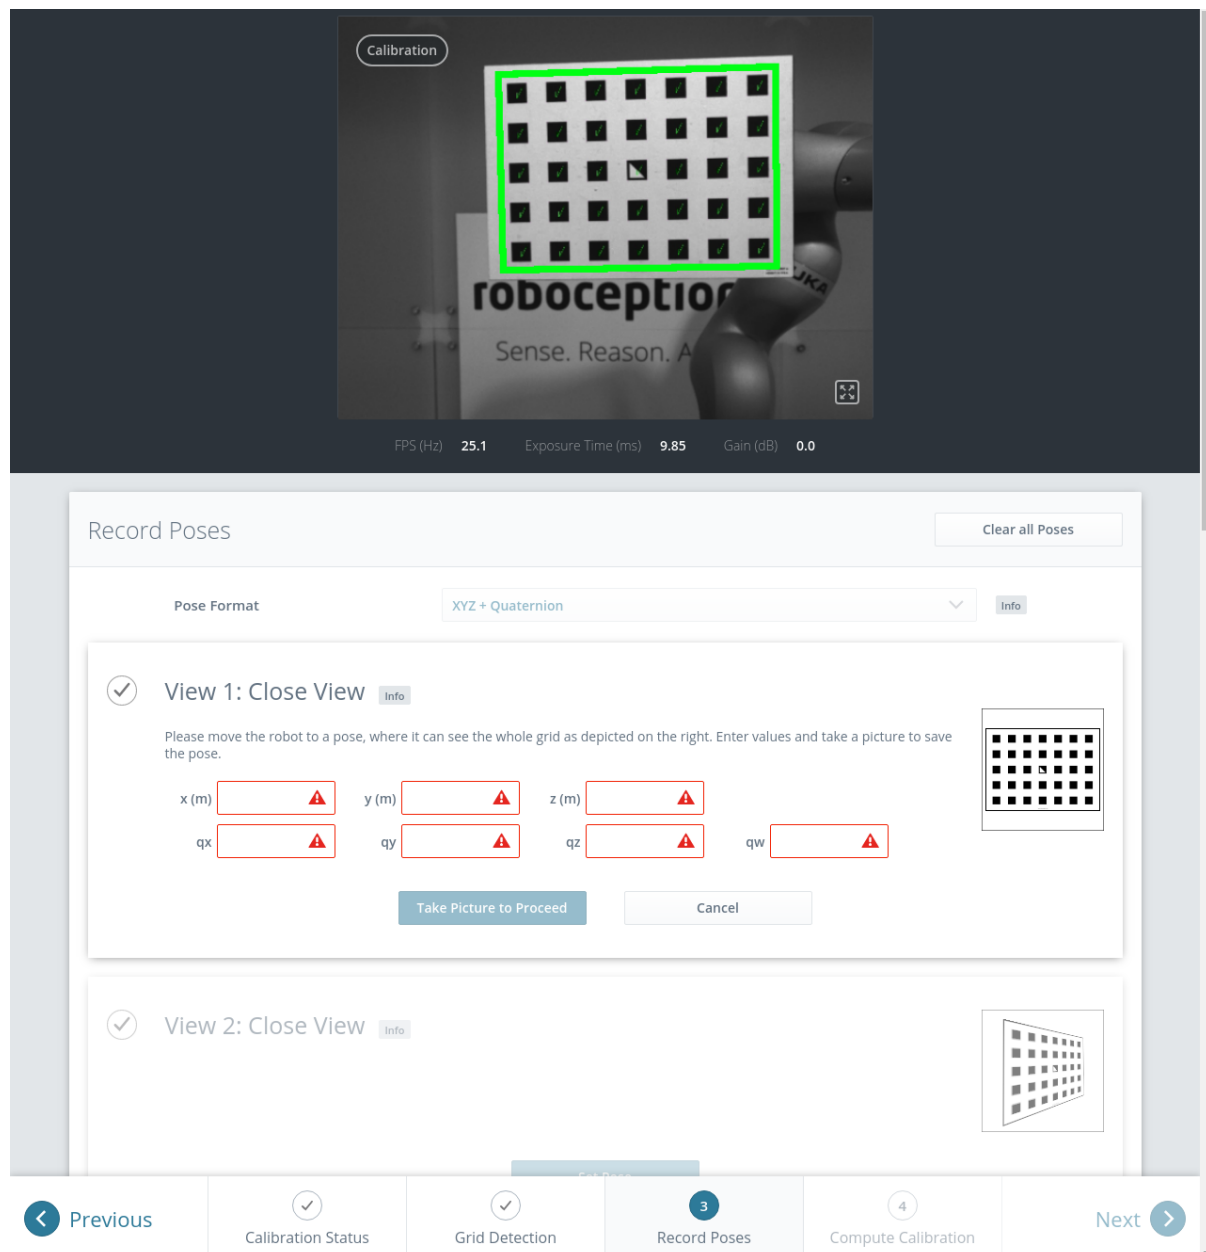 Calibration
roboception
Sense. Reason. A
FPS (Hz) 25.1 Exposure Time (ms) 9.85 Gain (dB) 0.0
Record Poses
Clear all Poses
Pose Format
XYZ + Quaternion
Info
View 1: Close View Info
Please move the robot to a pose, where it can see the whole grid as depicted on the right. Enter values and take a picture to save
the pose.
x (m) y (m) z (m)
qx qy qz qw
Take Picture to Proceed Cancel
View 2: Close View Info
Previous
Calibration Status
Grid Detection
3
Record Poses
4
Compute Calibration
Next